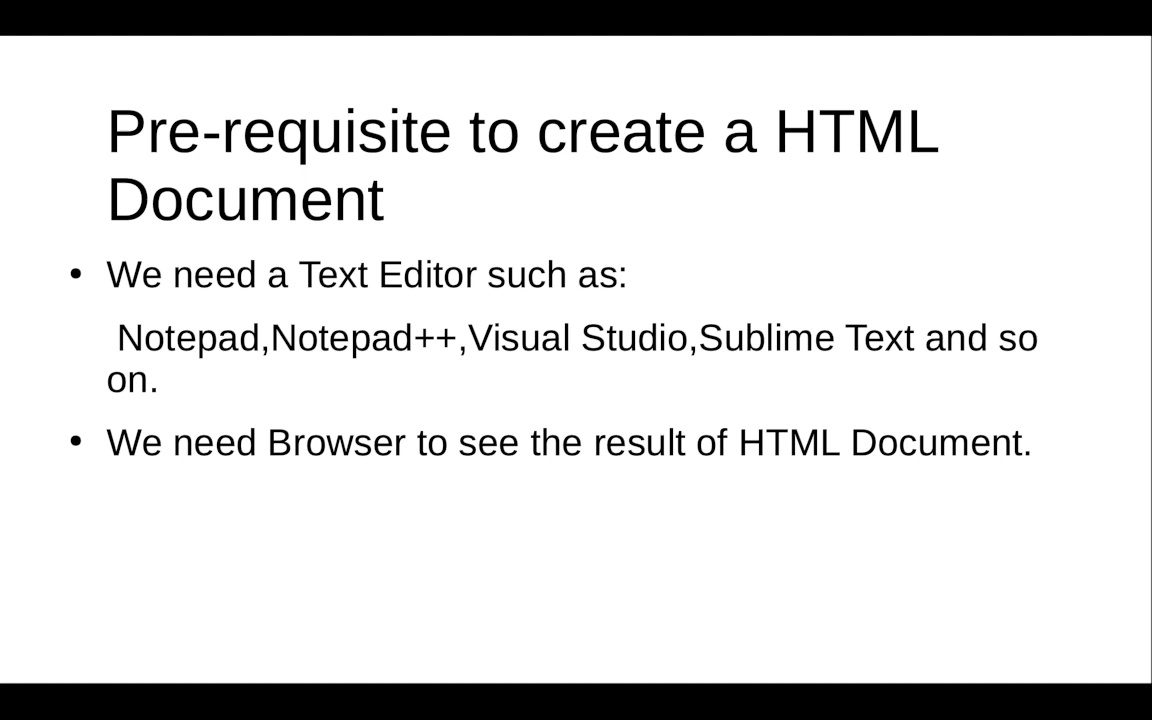 Pre-requisite to create a HTML
Document
• We need a Text Editor such as:
Notepad,Notepad++,Visual Studio,Sublime Text and so
on.
• We need Browser to see the result of HTML Document.